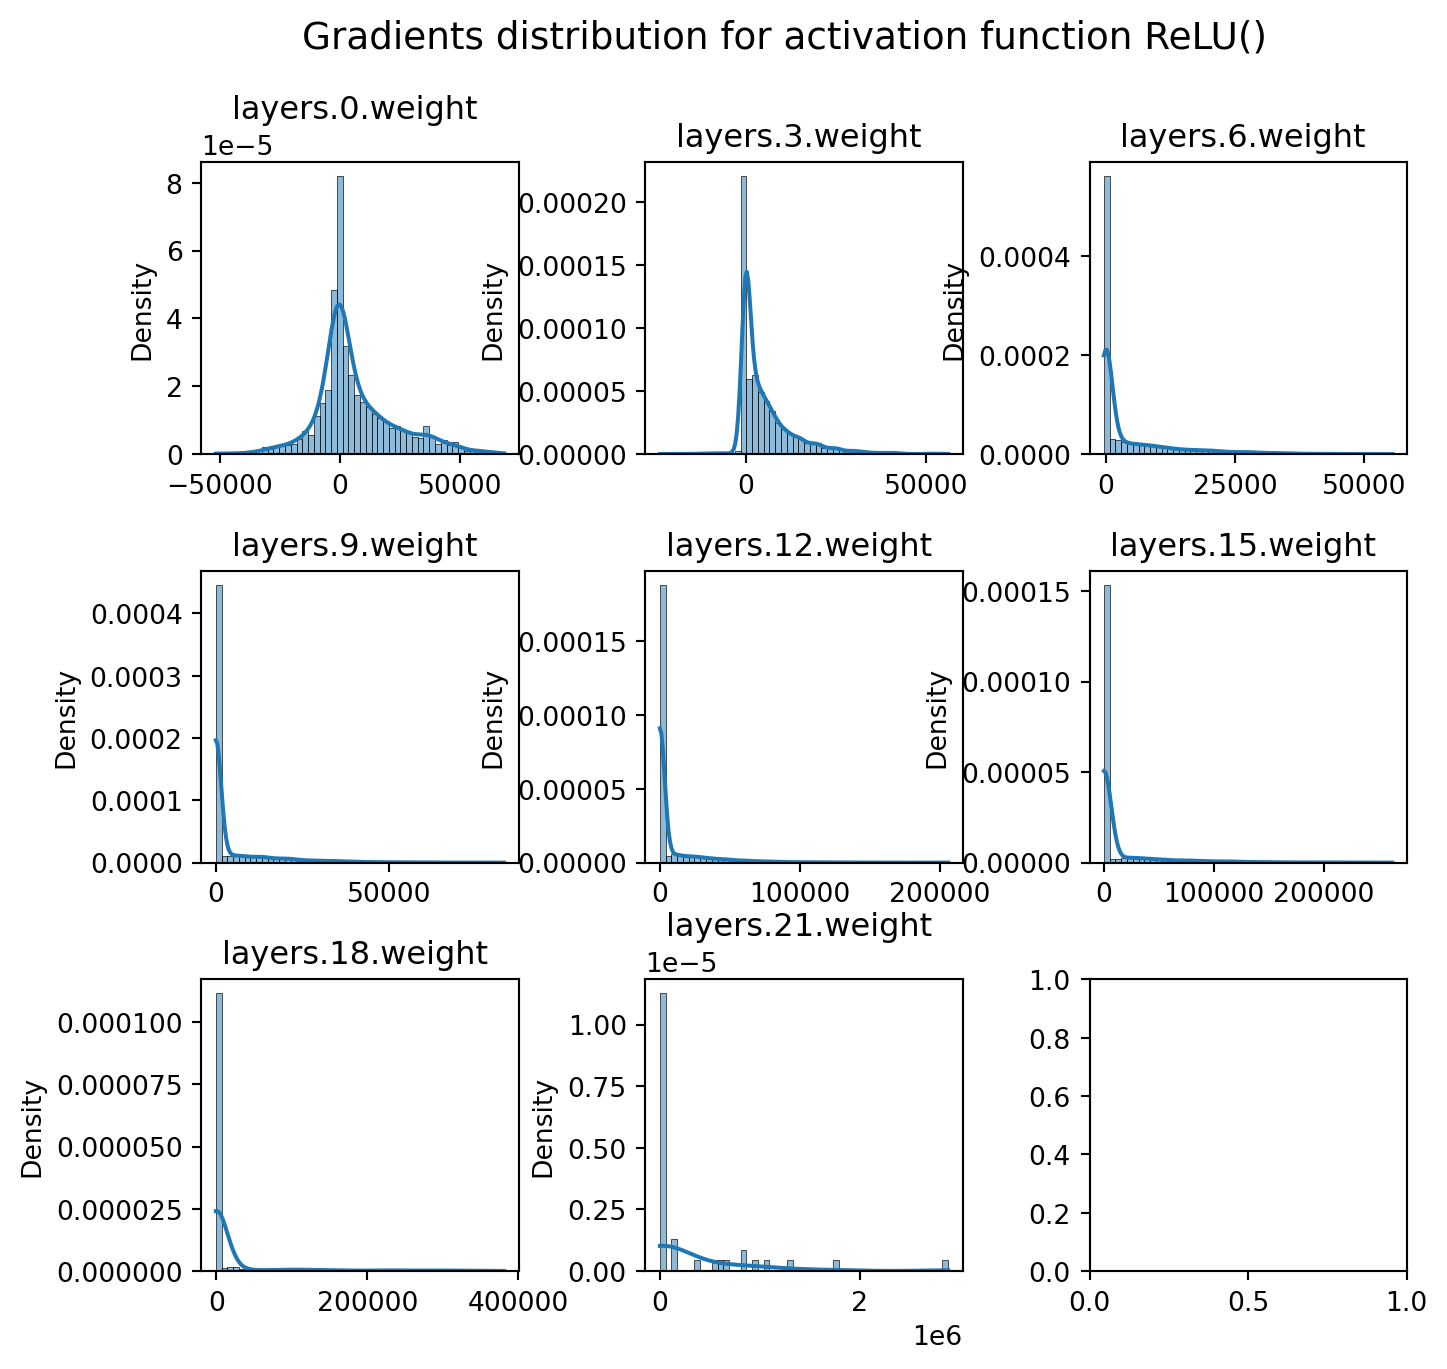 Gradients distribution for activation function ReLU()
layers.0.weight
1e−5
8
6
4
2
0
Density
−50000 0 50000
layers.3.weight
0.00020
0.00015
0.00010
0.00005
0.00000
Density
0 50000
layers.6.weight
0.0004
0.0002
0.0000
Density
0 25000 50000
layers.9.weight
0.0004
0.0003
0.0002
0.0001
0.0000
Density
0 50000
layers.12.weight
0.00015
0.00010
0.00005
0.00000
Density
0 100000 200000
layers.15.weight
0.00015
0.00010
0.00005
0.00000
Density
0 100000 200000
layers.18.weight
0.000100
0.000075
0.000050
0.000025
0.000000
Density
0 200000 400000
layers.21.weight
1e−5
1.00
0.75
0.50
0.25
0.00
Density
0 2
1e6
1.0
0.8
0.6
0.4
0.2
0.0
0.0 0.5 1.0